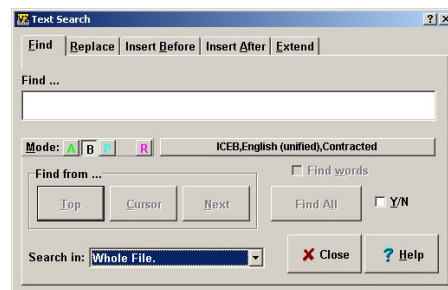 Text Search
Find Replace Insert Before Insert After Extend
Find ...
Mode: A B P R ICEB,English (unified),Contracted
Find from ...
Find words
Top Cursor Next Find All Y/N
Search in: Whole File. Close Help